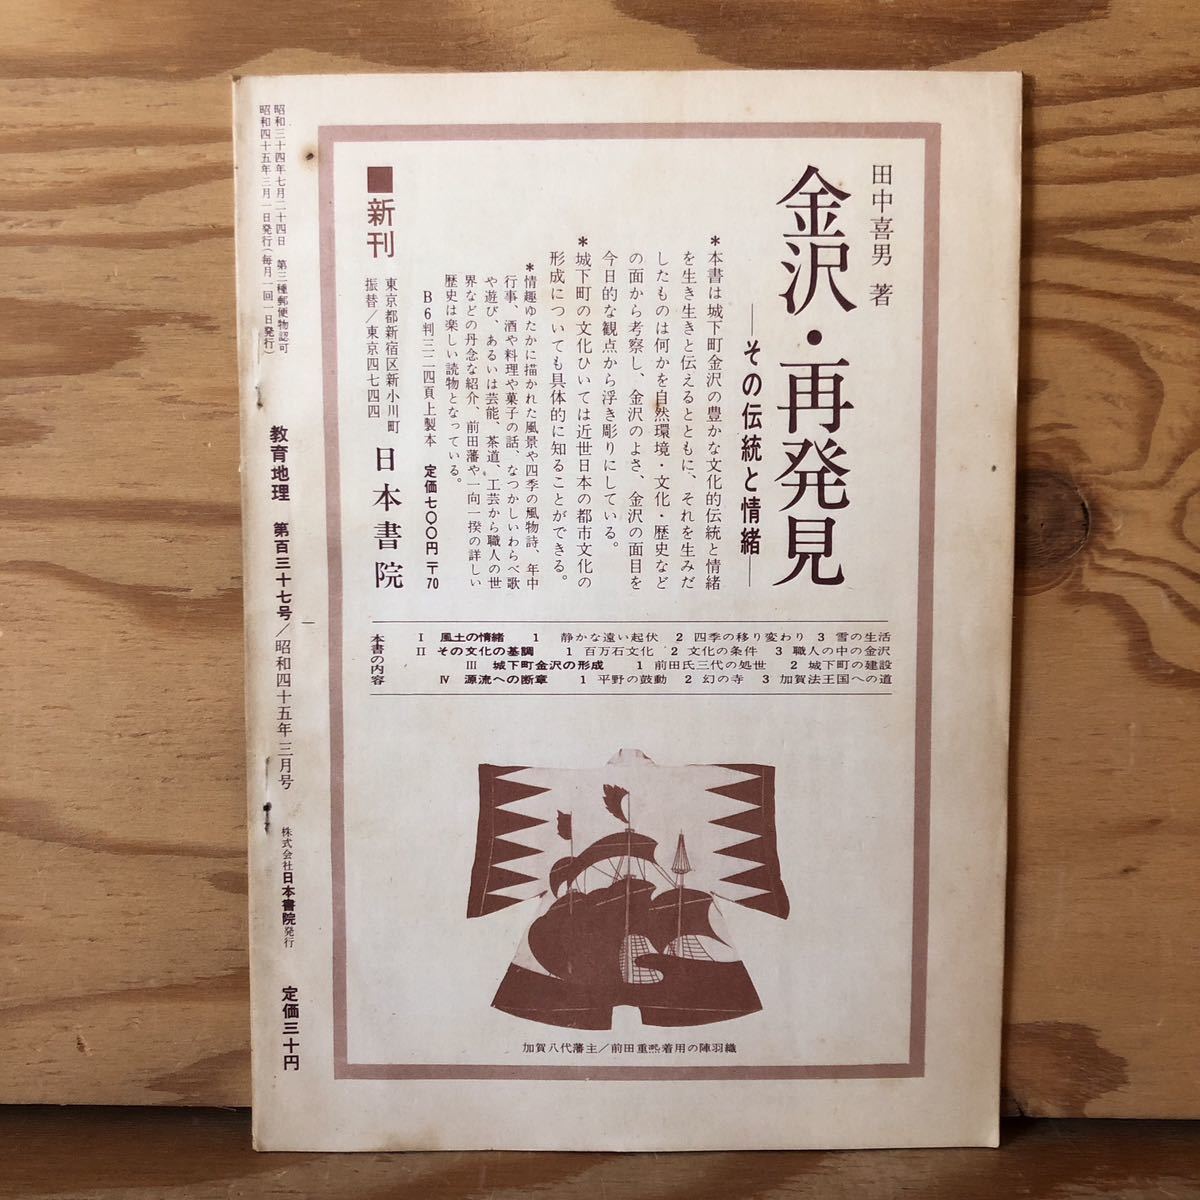 田中喜男 著
金沢・再発見
―その伝統と情緒―
＊本書は城下町金沢の豊かな文化的伝統と情緒
を生き生きと伝えるとともに、それを生みだ
したものは何かを自然環境・文化・歴史など
の面から考察し、金沢のよさ、金沢の面目を
今日的な観点から浮き彫りにしている。
＊城下町の文化ひいては近世日本の都市文化の
形成についても具体的に知ることができる。
＊情趣ゆたかに描かれた風景や四季の風物詩、年中
行事、酒や料理や菓子の話、なつかしいわらべ歌
や遊び、あるいは芸能、茶道、工芸から職人の世
界などの丹念な紹介、前田藩や一向一揆の詳しい
歴史は楽しい読物となっている。
B6判三二四頁上製本 定価七〇〇円 〒70
■新刊
東京都新宿区新小川町
振替／東京四七四四
日本書院
本書の内容
Ⅰ 風土の情緒 1 静かな遠い起伏 2 四季の移り変わり 3 雪の生活
Ⅱ その文化の基調 1 百万石文化 2 文化の条件 3 職人の中の金沢
Ⅲ 城下町金沢の形成 1 前田氏三代の処世 2 城下町の建設
Ⅳ 源流への断章 1 平野の鼓動 2 幻の寺 3 加賀法王国への道
加賀八代藩主／前田重熈着用の陣羽織
昭和三十四年七月二十四日 第三種郵便物認可
昭和四十五年三月一日発行(毎月一回一日発行)
教育地理 第百三十七号／昭和四十五年三月号
株式会社日本書院発行
定価三十円